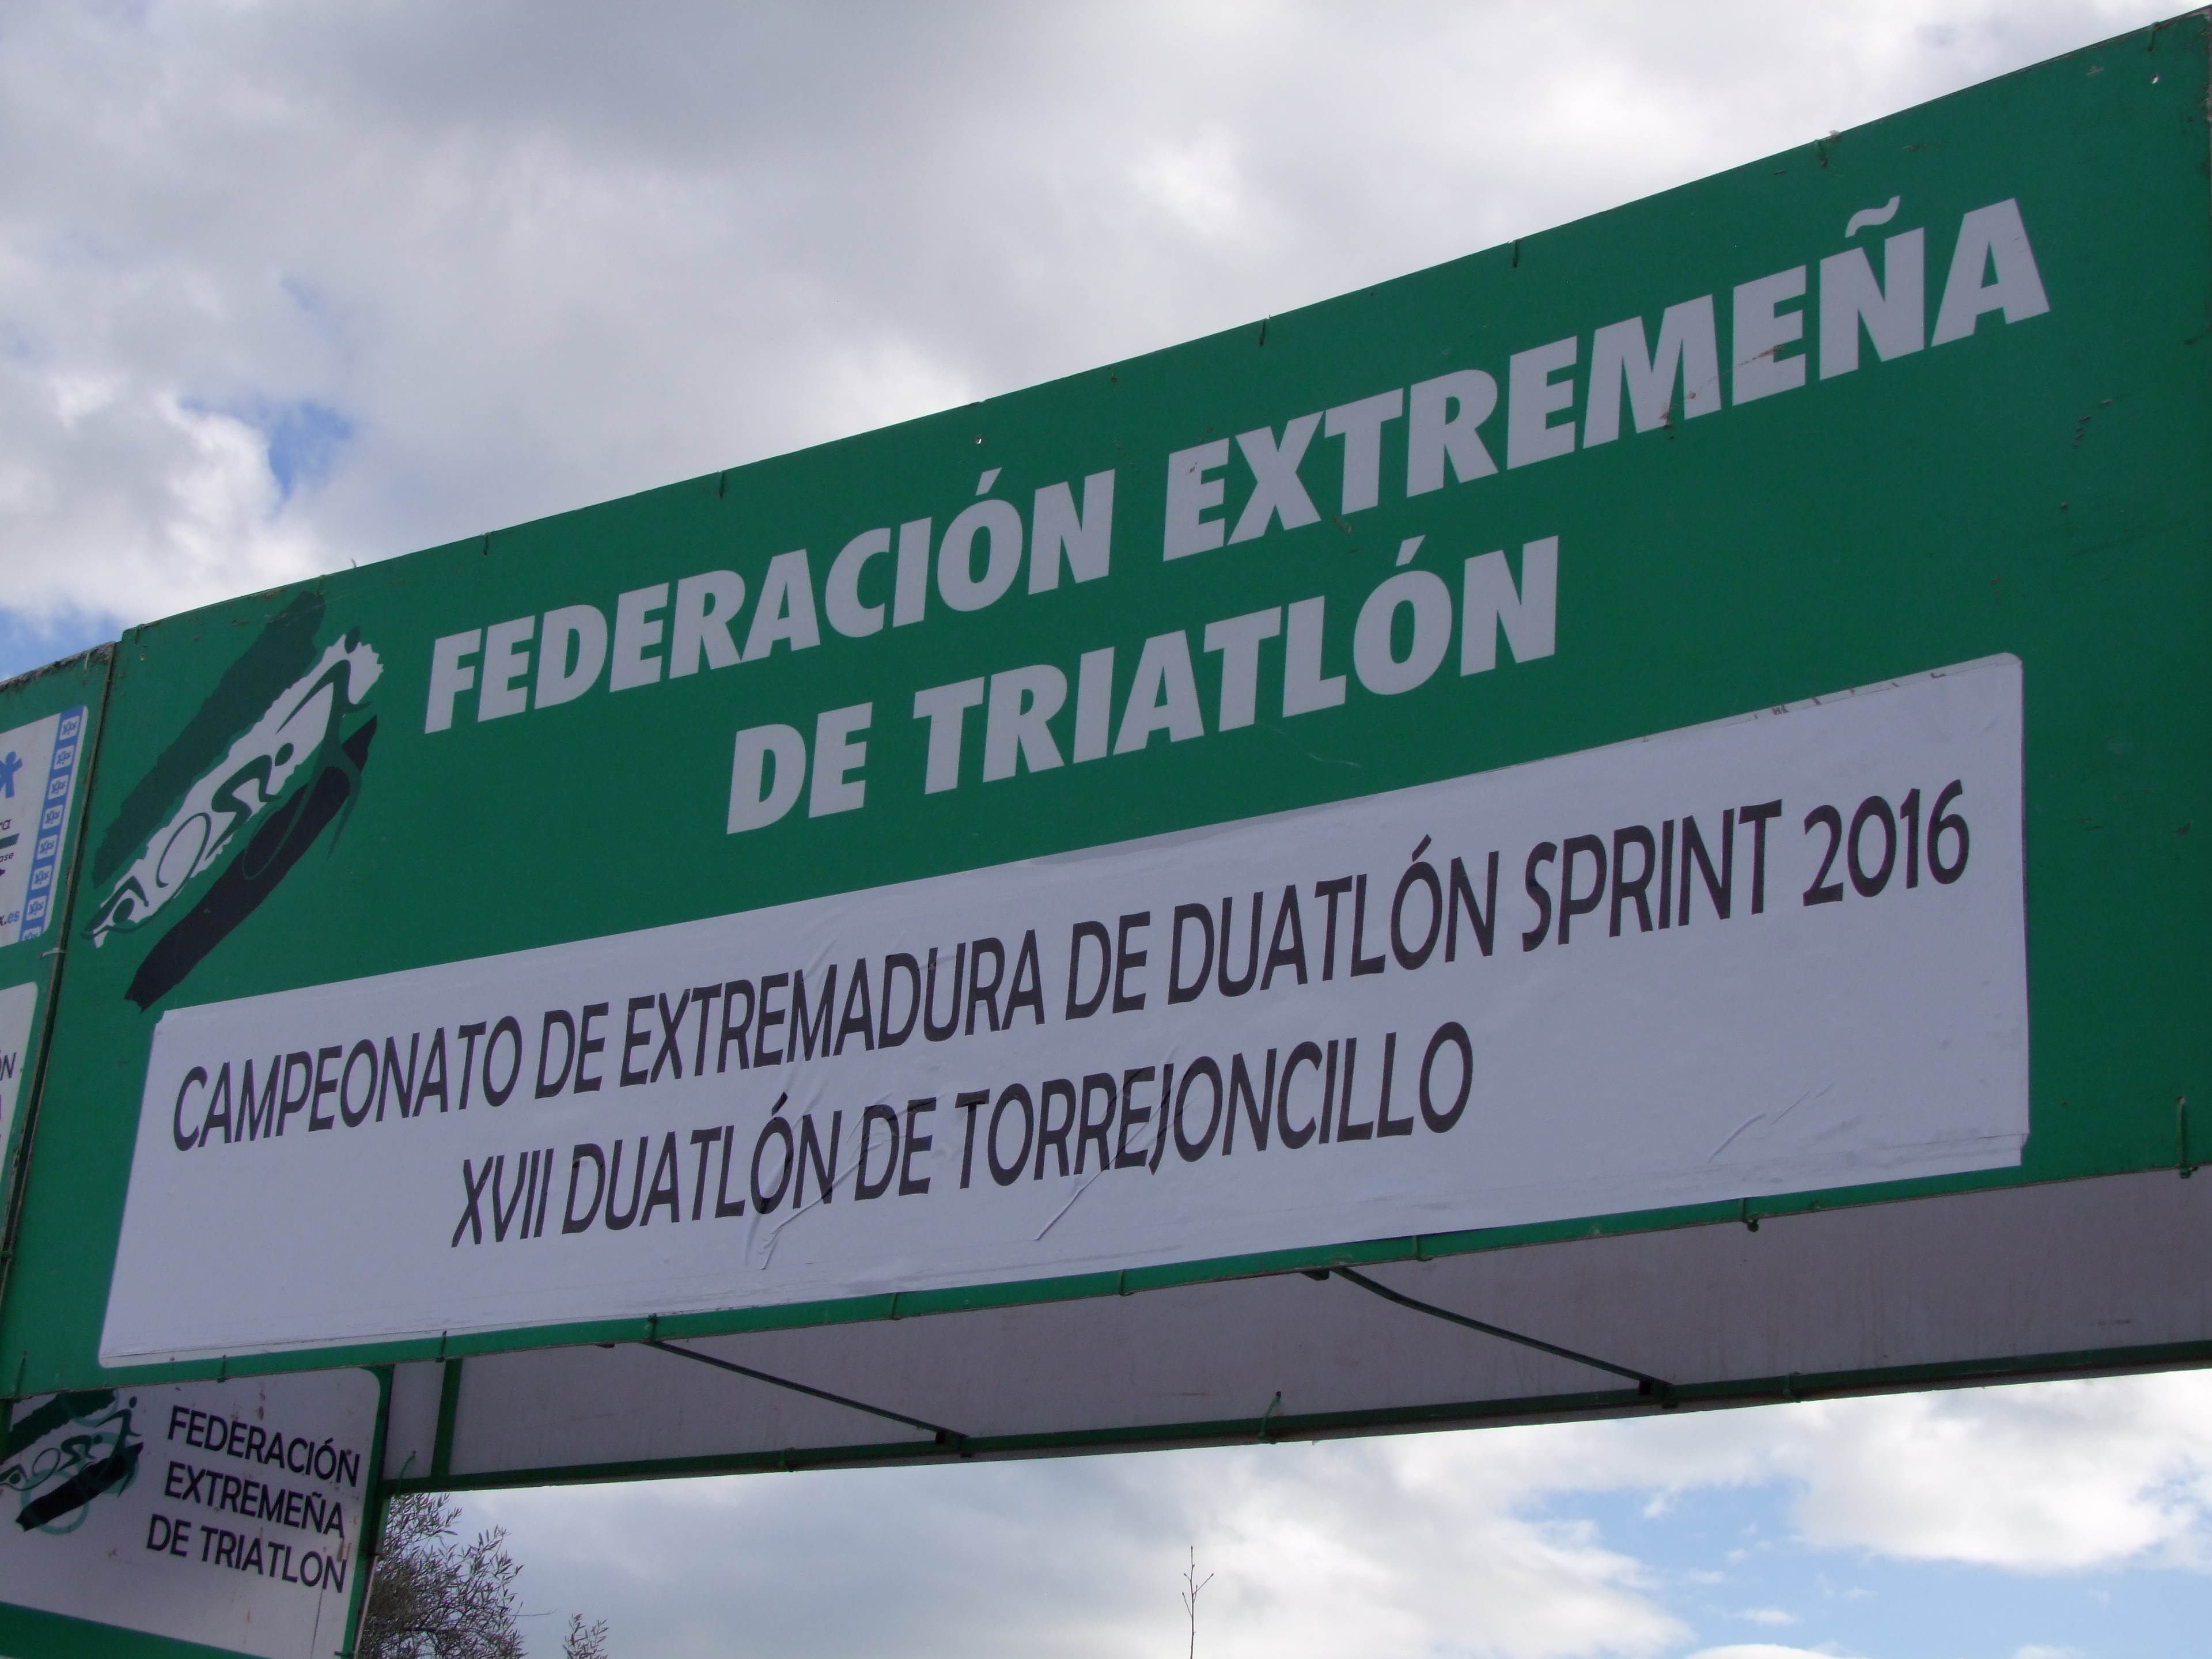 FEDERACIÓN EXTREMEÑA
DE TRIATLÓN
CAMPEONATO DE EXTREMADURA DE DUATLÓN SPRINT 2016
XVII DUATLÓN DE TORREJONCILLO
FEDERACIÓN
EXTREMEÑA
DE TRIATLON